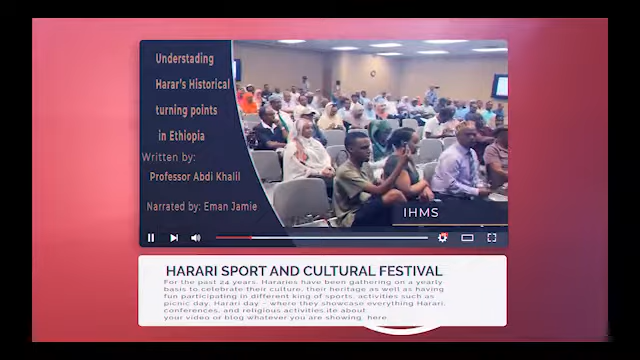 Understading
Harar's Historical
turning points
in Ethiopia
Written by:
Professor Abdi Khalil
Narrated by: Eman Jamie
IHMS
HARARI SPORT AND CULTURAL FESTIVAL
For the past 24 years, Hararies have been gathering on a yearly
basis to celebrate their culture, their heritage as well as having
fun participating in different king of sports, activities such as
picnic day, Harari day - where they showcase everything Harari,
conferences, and religious activities.ite about
your video or blog whatever you are showing here